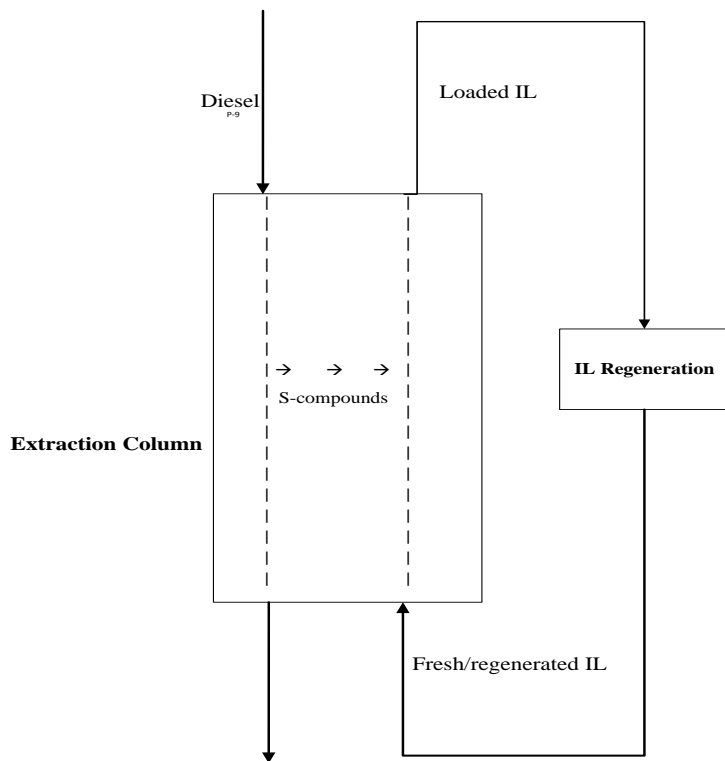 Diesel
P-9
Loaded IL
IL Regeneration
S-compounds
Extraction Column
Fresh/regenerated IL